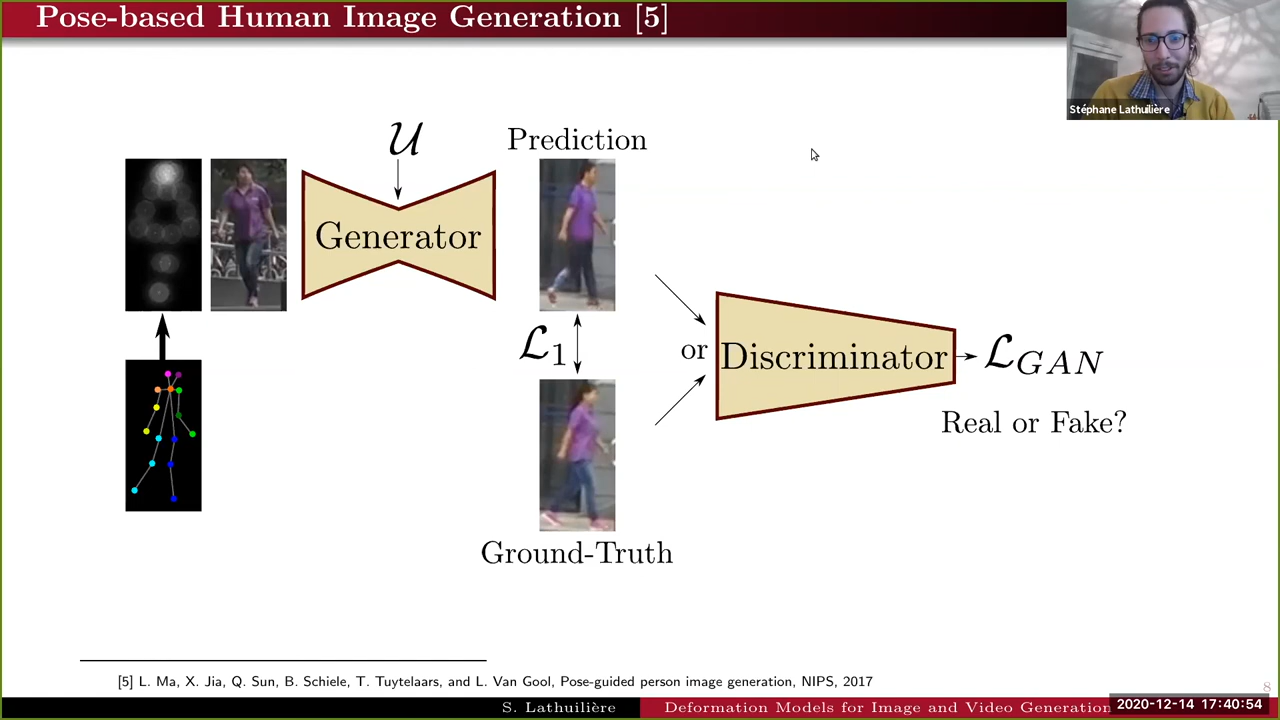 Pose-based Human Image Generation [5]
Stéphane Lathuilière
𝒰
Prediction
Generator
ℒ1
or
Discriminator
ℒGAN
Real or Fake?
Ground-Truth
[5] L. Ma, X. Jia, Q. Sun, B. Schiele, T. Tuytelaars, and L. Van Gool, Pose-guided person image generation, NIPS, 2017
8
S. Lathuilière
Deformation Models for Image and Video Generation
2020-12-14 17:40:54